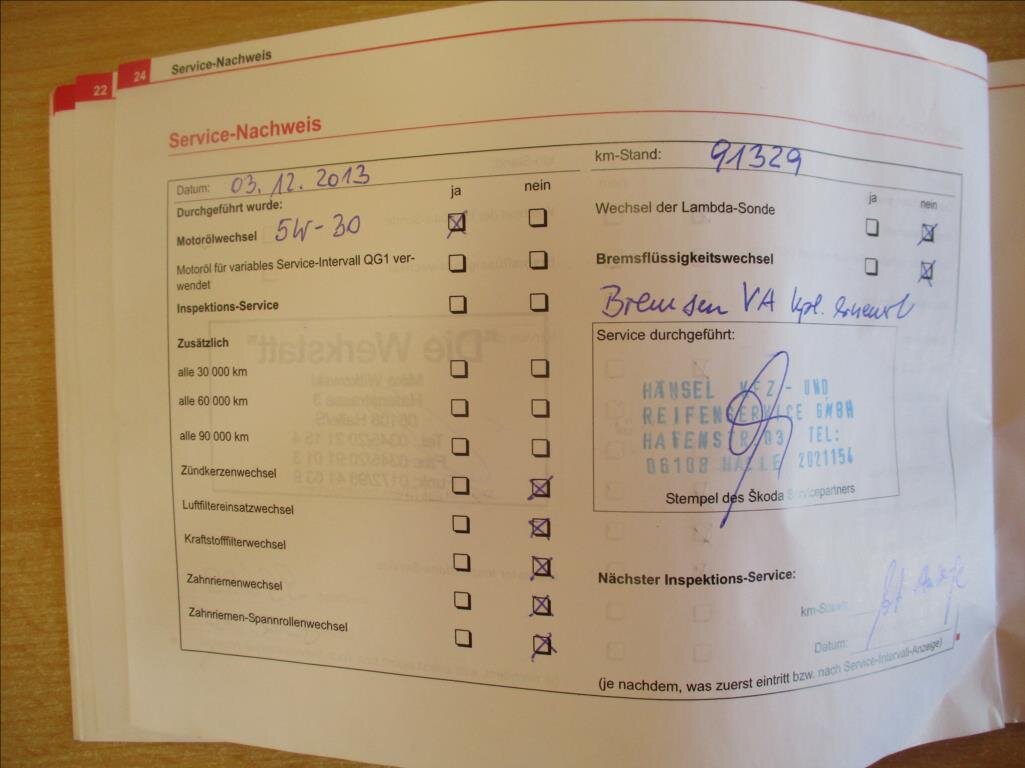 22
24 Service-Nachweis
Service-Nachweis
Datum: 03.12.2013
km-Stand: 91329
Durchgeführt wurde:
ja nein
Motorölwechsel 5W-30
Motoröl für variables Service-Intervall QG1 ver-
wendet
Inspektions-Service
Zusätzlich
alle 30 000 km
alle 60 000 km
alle 90 000 km
Zündkerzenwechsel
Luftfiltereinsatzwechsel
Kraftstofffilterwechsel
Zahnriemenwechsel
Zahnriemen-Spannrollenwechsel
ja nein
Wechsel der Lambda-Sonde
Bremsflüssigkeitswechsel
Bremsen VA kpl. erneuert
Service durchgeführt:
HÄNSEL KFZ- UND
REIFENSERVICE GMBH
HAFENSTR 03 TEL:
06108 HALLE 2021154
Stempel des Škoda Servicepartners
Nächster Inspektions-Service:
km-Stand:
Datum:
(je nachdem, was zuerst eintritt bzw. nach Service-Intervall-Anzeige)